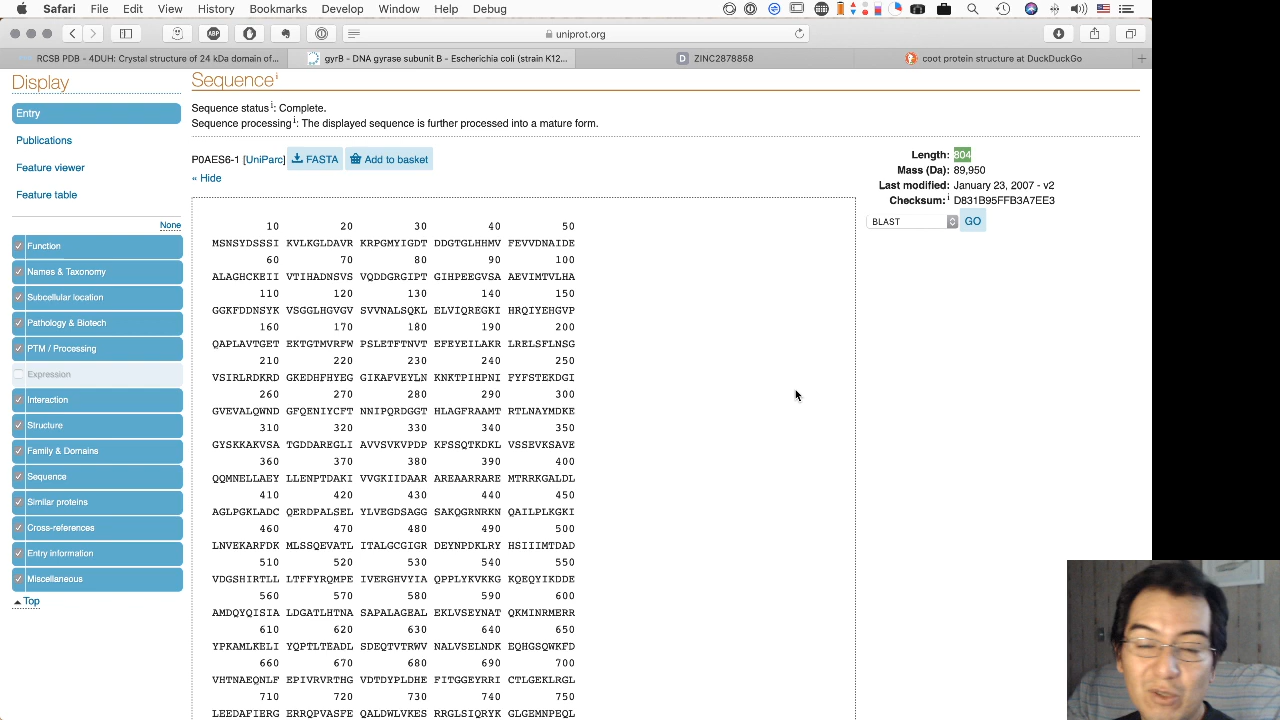 Safari File Edit View History Bookmarks Develop Window Help Debug
uniprot.org
RCSB PDB - 4DUH: Crystal structure of 24 kDa domain of...
gyrB - DNA gyrase subunit B - Escherichia coli (strain K12...
ZINC2878858
coot protein structure at DuckDuckGo
Display
Entry
Publications
Feature viewer
Feature table
None
Function
Names & Taxonomy
Subcellular location
Pathology & Biotech
PTM / Processing
Expression
Interaction
Structure
Family & Domains
Sequence
Similar proteins
Cross-references
Entry information
Miscellaneous
Top
Sequence i
Sequence status i: Complete.
Sequence processing i: The displayed sequence is further processed into a mature form.
P0AES6-1 [UniParc] FASTA Add to basket
« Hide
Length: 804
Mass (Da): 89,950
Last modified: January 23, 2007 - v2
Checksum: i D831B95FFB3A7EE3
BLAST GO
10 20 30 40 50
MSNSYDSSSI KVLKGLDAVR KRPGMYIGDT DDGTGLHHMV FEVVDNAIDE
60 70 80 90 100
ALAGHCKEII VTIHADNSVS VQDDGRGIPT GIHPEEGVSA AEVIMTVLHA
110 120 130 140 150
GGKFDDNSYK VSGGLHGVGV SVVNALSQKL ELVIQREGKI HRQIYEHGVP
160 170 180 190 200
QAPLAVTGET EKTGTMVRFW PSLETFTNVT EFEYEILAKR LRELSFLNSG
210 220 230 240 250
VSIRLRDKRD GKEDHFHYEG GIKAFVEYLN KNKTPIHPNI FYFSTEKDGI
260 270 280 290 300
GVEVALQWND GFQENIYCFT NNIPQRDGGT HLAGFRAAMT RTLNAYMDKE
310 320 330 340 350
GYSKKAKVSA TGDDAREGLI AVVSVKVPDP KFSSQTKDKL VSSEVKSAVE
360 370 380 390 400
QQMNELLAEY LLENPTDAKI VVGKIIDAAR AREAARRARE MTRRKGALDL
410 420 430 440 450
AGLPGKLADC QERDPALSEL YLVEGDSAGG SAKQGRNRKN QAILPLKGKI
460 470 480 490 500
LNVEKARFDK MLSSQEVATL ITALGCGIGR DEYNPDKLRY HSIIIMTDAD
510 520 530 540 550
VDGSHIRTLL LTFFYRQMPE IVERGHVYIA QPPLYKVKKG KQEQYIKDDE
560 570 580 590 600
AMDQYQISIA LDGATLHTNA SAPALAGEAL EKLVSEYNAT QKMINRMERR
610 620 630 640 650
YPKAMLKELI YQPTLTEADL SDEQTVTRWV NALVSELNDK EQHGSQWKFD
660 670 680 690 700
VHTNAEQNLF EPIVRVRTHG VDTDYPLDHE FITGGEYRRI CTLGEKLRGL
710 720 730 740 750
LEEDAFIERG ERRQPVASFE QALDWLVKES RRGLSIQRYK GLGEMNPEQL